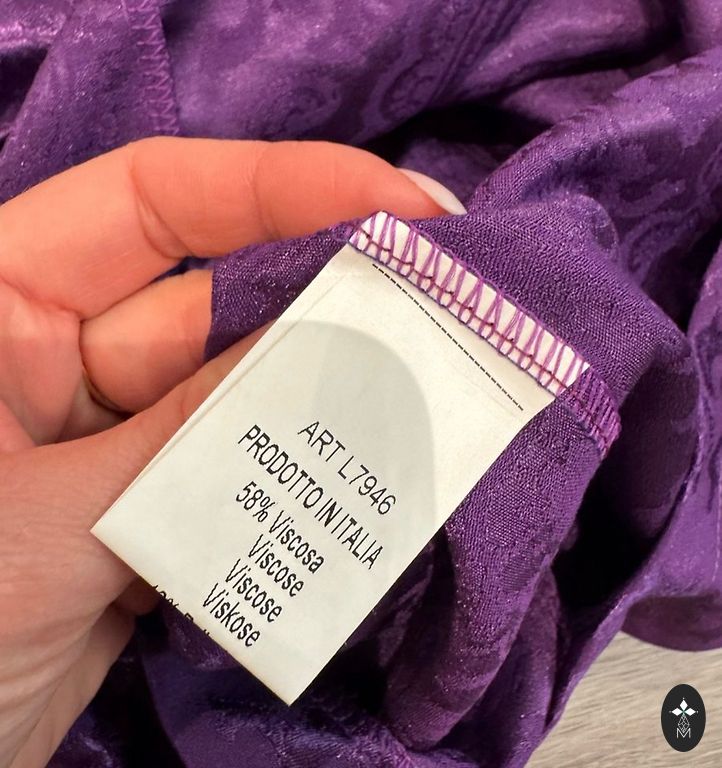 ART L7946
PRODOTTO IN ITALIA
58% Viscosa
Viscose
Viscose
Viskose
M